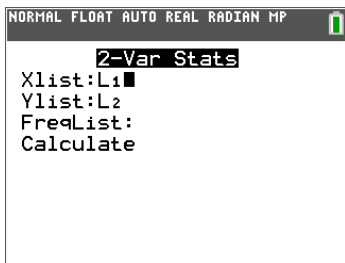 NORMAL FLOAT AUTO REAL RADIAN MP
2-Var Stats
Xlist:L₁
Ylist:L₂
FreqList:
Calculate